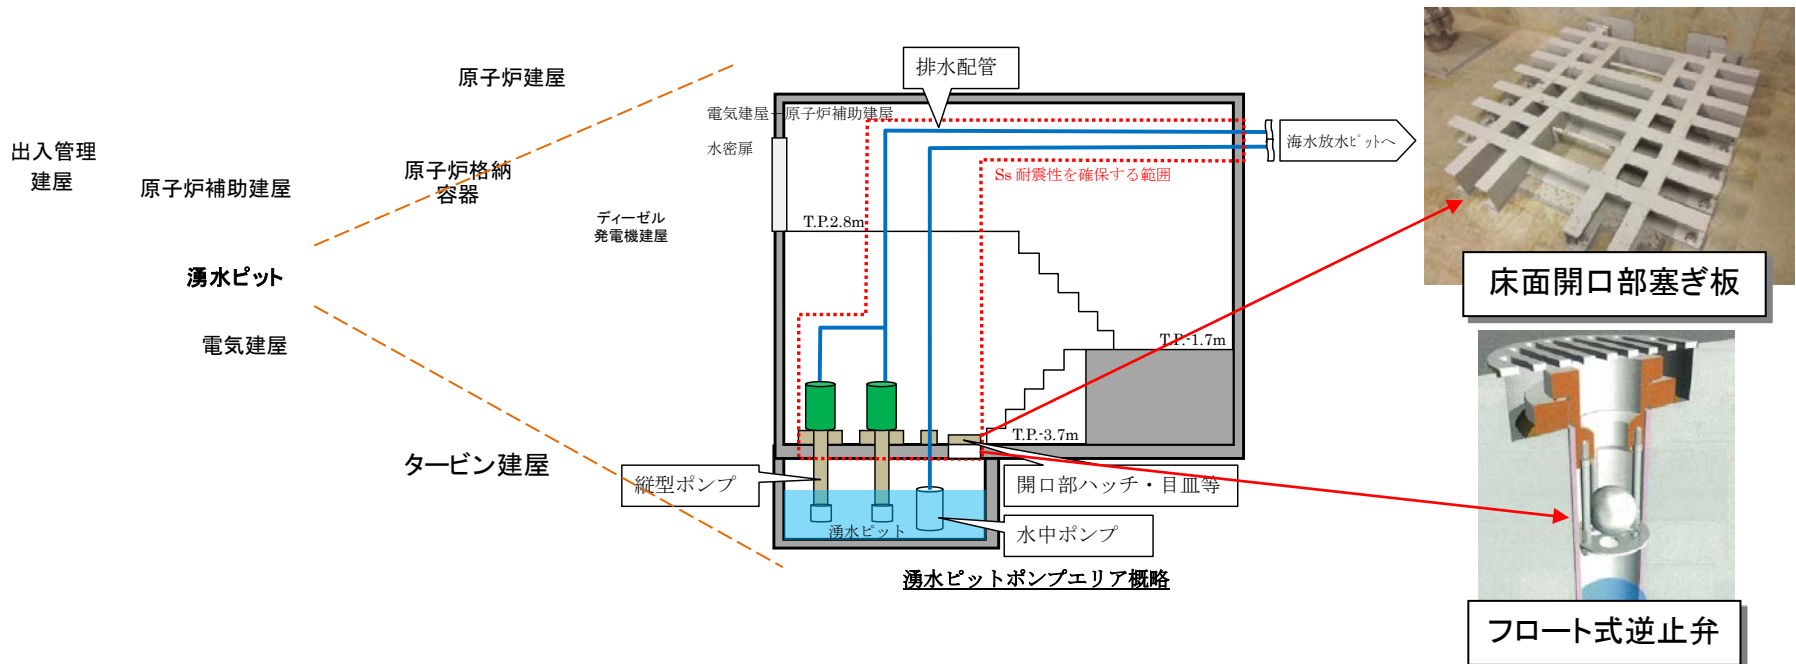 出入管理
建屋
原子炉補助建屋
原子炉建屋
原子炉格納
容器
ディーゼル
発電機建屋
湧水ピット
電気建屋
タービン建屋
排水配管
電気建屋－原子炉補助建屋
水密扉
海水放水ﾋﾟｯﾄへ
Ss 耐震性を確保する範囲
T.P.2.8m
T.P.-1.7m
T.P.-3.7m
縦型ポンプ
開口部ハッチ・目皿等
湧水ピット
水中ポンプ
湧水ピットポンプエリア概略
床面開口部塞ぎ板
フロート式逆止弁